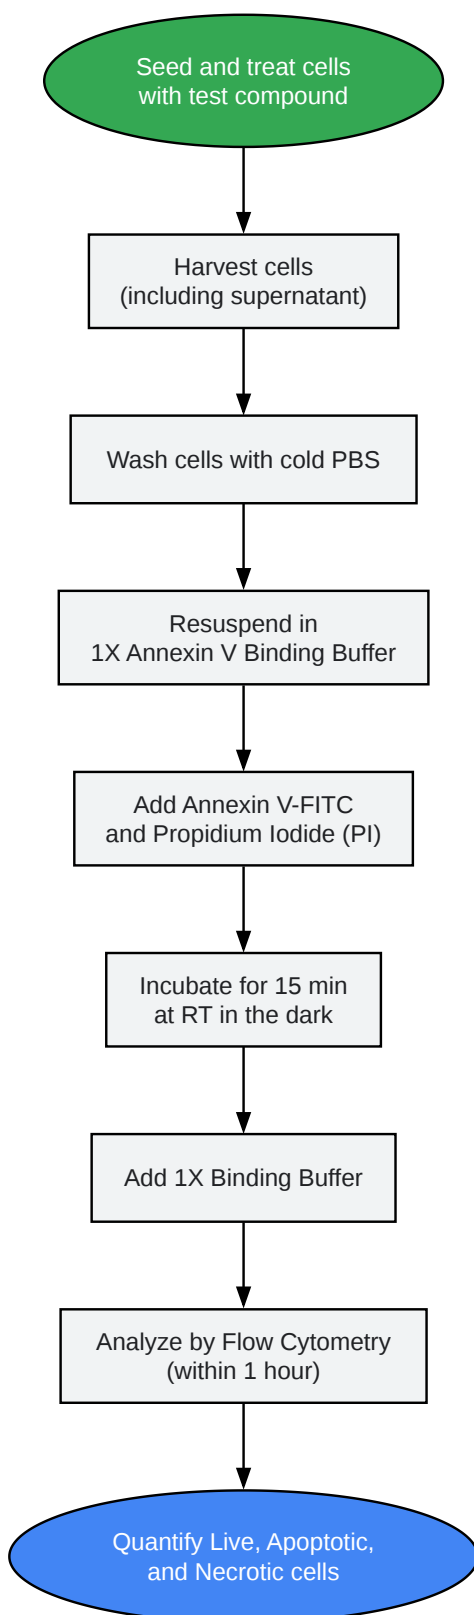 Seed and treat cells
with test compound
Harvest cells
(including supernatant)
Wash cells with cold PBS
Resuspend in
1X Annexin V Binding Buffer
Add Annexin V-FITC
and Propidium Iodide (PI)
Incubate for 15 min
at RT in the dark
Add 1X Binding Buffer
Analyze by Flow Cytometry
(within 1 hour)
Quantify Live, Apoptotic,
and Necrotic cells